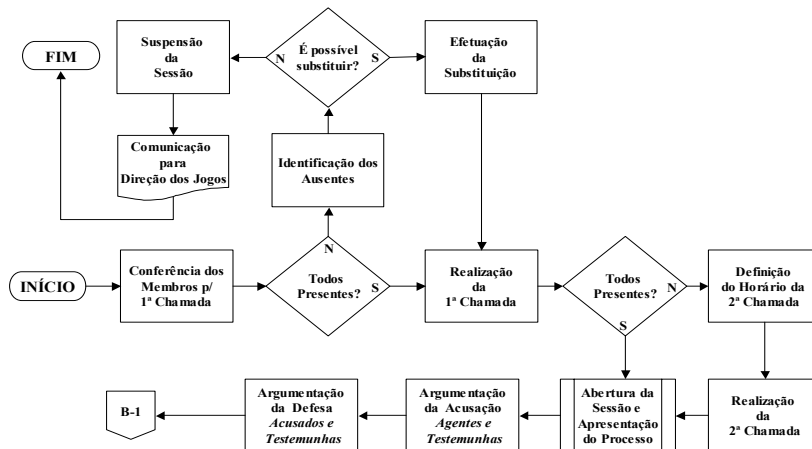 FIM
Suspensão
da
Sessão
N
É possível
substituir?
S
Efetuação
da
Substituição
Comunicação
para
Direção dos Jogos
Identificação dos
Ausentes
INÍCIO
Conferência dos
Membros p/
1ª Chamada
N
Todos
Presentes?
S
Realização
da
1ª Chamada
Todos
Presentes?
N
S
Definição
do Horário da
2ª Chamada
B-1
Argumentação
da Defesa
Acusados e
Testemunhas
Argumentação
da Acusação
Agentes e
Testemunhas
Abertura da
Sessão e
Apresentação
do Processo
Realização
da
2ª Chamada